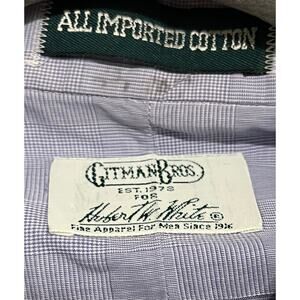 ALL IMPORTED COTTON
GITMAN BROS.
EST. 1978
FOR
Hubert W. White ®
Fine Apparel For Men Since 1916